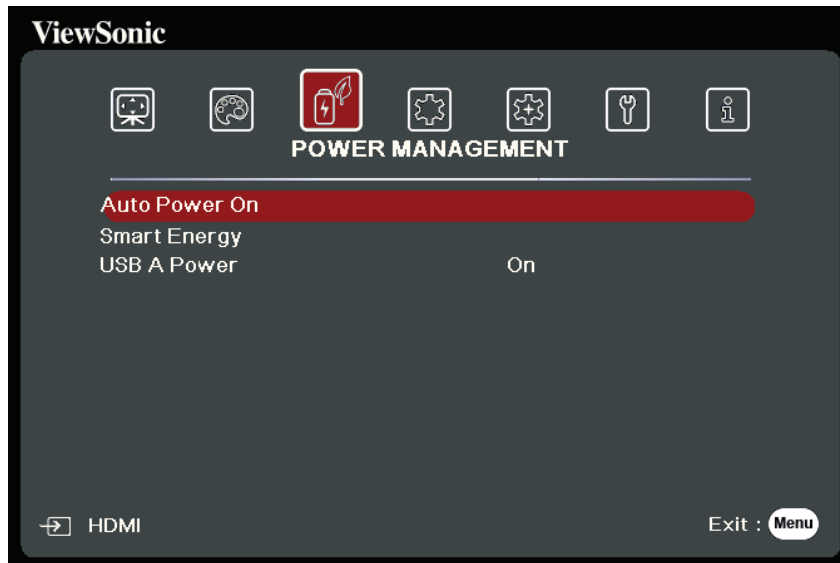 ViewSonic
POWER MANAGEMENT
Auto Power On
Smart Energy
USB A Power On
HDMI Exit : Menu